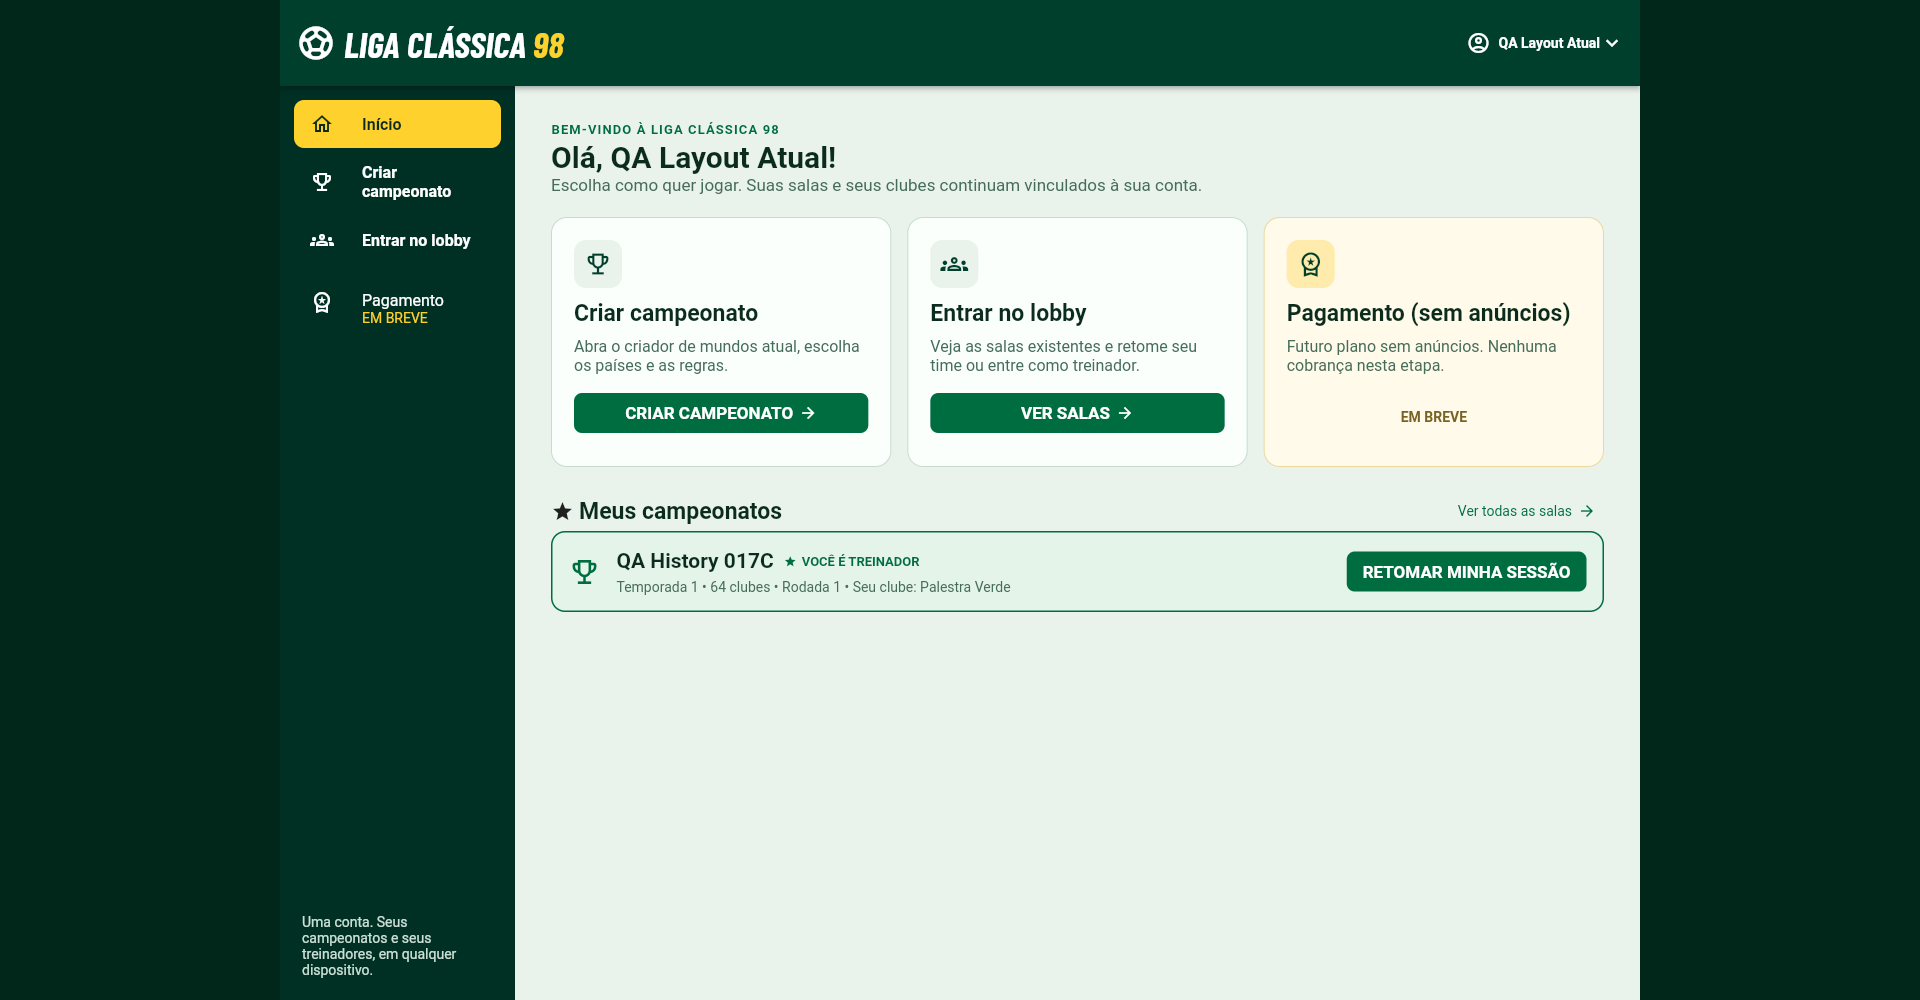 LIGA CLÁSSICA 98
QA Layout Atual
Início
Criar
campeonato
Entrar no lobby
Pagamento
EM BREVE
Uma conta. Seus
campeonatos e seus
treinadores, em qualquer
dispositivo.
BEM-VINDO À LIGA CLÁSSICA 98
Olá, QA Layout Atual!
Escolha como quer jogar. Suas salas e seus clubes continuam vinculados à sua conta.
Criar campeonato
Abra o criador de mundos atual, escolha
os países e as regras.
CRIAR CAMPEONATO →
Entrar no lobby
Veja as salas existentes e retome seu
time ou entre como treinador.
VER SALAS →
Pagamento (sem anúncios)
Futuro plano sem anúncios. Nenhuma
cobrança nesta etapa.
EM BREVE
★ Meus campeonatos
Ver todas as salas →
QA History 017C ★ VOCÊ É TREINADOR
Temporada 1 • 64 clubes • Rodada 1 • Seu clube: Palestra Verde
RETOMAR MINHA SESSÃO